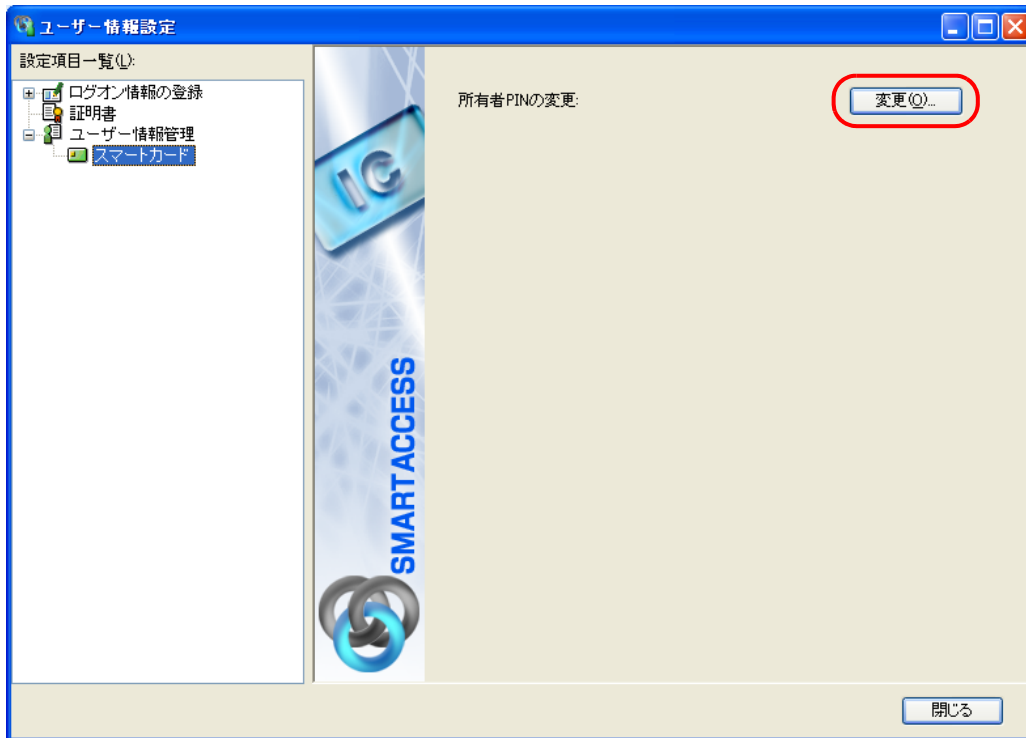 ユーザー情報設定
設定項目一覧(L):
ログオン情報の登録
証明書
ユーザー情報管理
スマートカード
IC
SMARTACCESS
所有者PINの変更:
変更(O)...
閉じる